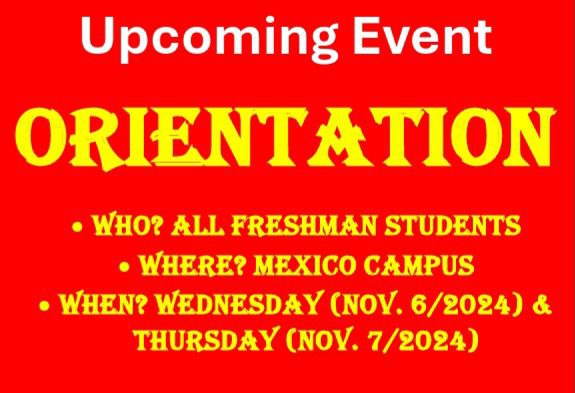 Upcoming Event
ORIENTATION
• WHO? ALL FRESHMAN STUDENTS
• WHERE? MEXICO CAMPUS
• WHEN? WEDNESDAY (NOV. 6/2024) &
THURSDAY (NOV. 7/2024)